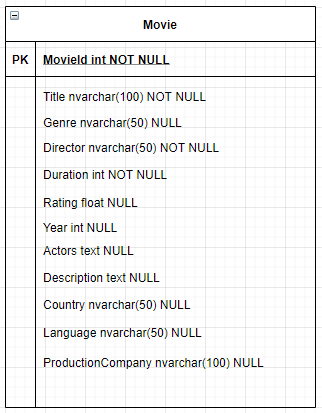 Movie
PK MovieId int NOT NULL
Title nvarchar(100) NOT NULL
Genre nvarchar(50) NULL
Director nvarchar(50) NOT NULL
Duration int NOT NULL
Rating float NULL
Year int NULL
Actors text NULL
Description text NULL
Country nvarchar(50) NULL
Language nvarchar(50) NULL
ProductionCompany nvarchar(100) NULL